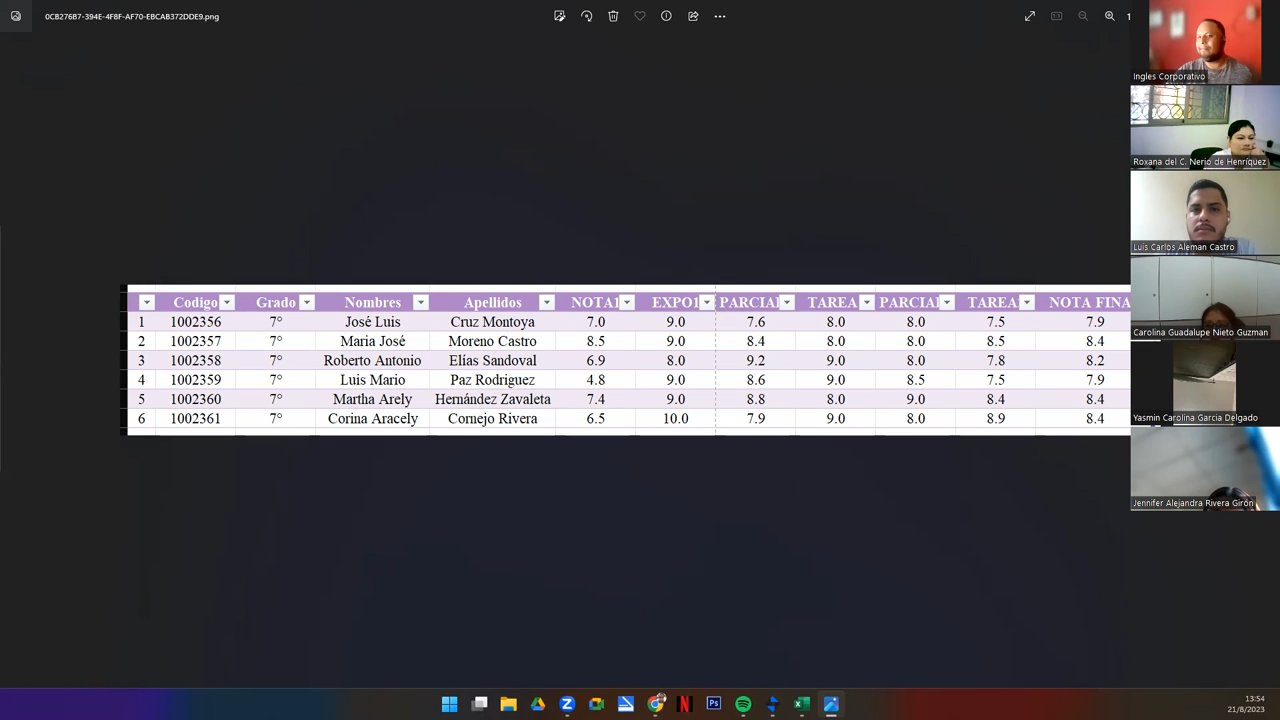 0CB276B7-394E-4F8F-AF70-EBCAB372DDE9.png
1
Ingles Corporativo
Roxana del C. Nerio de Henríquez
Luis Carlos Aleman Castro
Carolina Guadalupe Nieto Guzman
Yasmin Carolina Garcia Delgado
Jennifer Alejandra Rivera Girón
Codigo Grado Nombres Apellidos NOTA1 EXPO1 PARCIAL TAREA PARCIAL TAREA NOTA FINA
1 1002356 7° José Luis Cruz Montoya 7.0 9.0 7.6 8.0 8.0 7.5 7.9
2 1002357 7° Maria José Moreno Castro 8.5 9.0 8.4 8.0 8.0 8.5 8.4
3 1002358 7° Roberto Antonio Elías Sandoval 6.9 8.0 9.2 9.0 8.0 7.8 8.2
4 1002359 7° Luis Mario Paz Rodriguez 4.8 9.0 8.6 9.0 8.5 7.5 7.9
5 1002360 7° Martha Arely Hernández Zavaleta 7.4 9.0 8.8 8.0 9.0 8.4 8.4
6 1002361 7° Corina Aracely Cornejo Rivera 6.5 10.0 7.9 9.0 8.0 8.9 8.4
Ps
13:54
21/8/2023